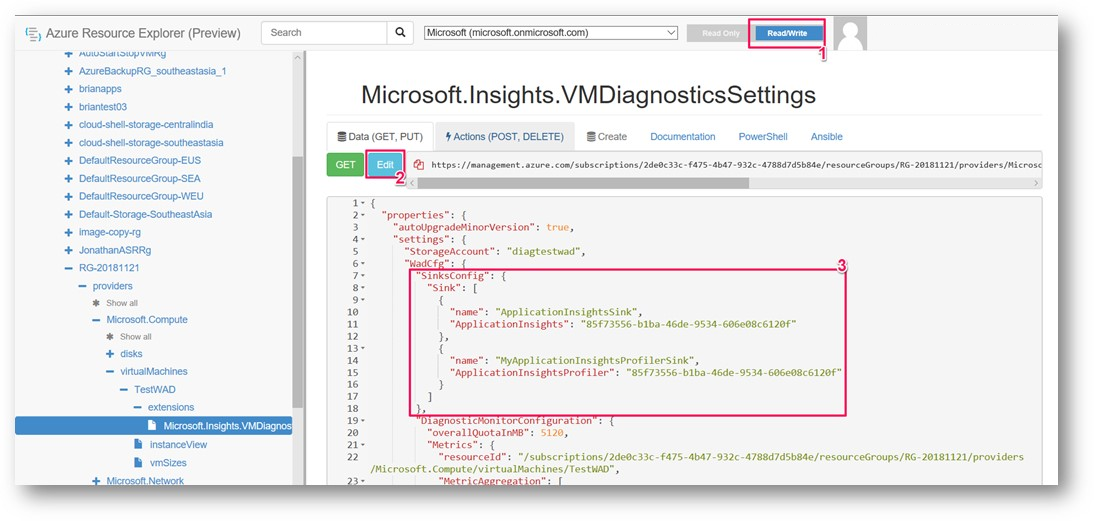 Azure Resource Explorer (Preview)
Search
Microsoft (microsoft.onmicrosoft.com)
Read Only
Read/Write
1
AutoStartStopVMRg
AzureBackupRG_southeastasia_1
brianapps
briantest03
cloud-shell-storage-centralindia
cloud-shell-storage-southeastasia
DefaultResourceGroup-EUS
DefaultResourceGroup-SEA
DefaultResourceGroup-WEU
Default-Storage-SoutheastAsia
image-copy-rg
JonathanASRRg
RG-20181121
providers
Show all
Microsoft.Compute
Show all
disks
virtualMachines
TestWAD
extensions
Microsoft.Insights.VMDiagnos
instanceView
vmSizes
Microsoft.Network
Microsoft.Insights.VMDiagnosticsSettings
Data (GET, PUT)
Actions (POST, DELETE)
Create
Documentation
PowerShell
Ansible
GET
Edit
2
https://management.azure.com/subscriptions/2de0c33c-f475-4b47-932c-4788d7d5b84e/resourceGroups/RG-20181121/providers/Microsc
3
1 {
2 "properties": {
3 "autoUpgradeMinorVersion": true,
4 "settings": {
5 "StorageAccount": "diagtestwad",
6 "WadCfg": {
7 "SinksConfig": {
8 "Sink": [
9 {
10 "name": "ApplicationInsightsSink",
11 "ApplicationInsights": "85f73556-b1ba-46de-9534-606e08c6120f"
12 },
13 {
14 "name": "MyApplicationInsightsProfilerSink",
15 "ApplicationInsightsProfiler": "85f73556-b1ba-46de-9534-606e08c6120f"
16 }
17 ]
18 },
19 "DiagnosticMonitorConfiguration": {
20 "overallQuotaInMB": 5120,
21 "Metrics": {
22 "resourceId": "/subscriptions/2de0c33c-f475-4b47-932c-4788d7d5b84e/resourceGroups/RG-20181121/providers
/Microsoft.Compute/virtualMachines/TestWAD",
23 "MetricAggregation": [